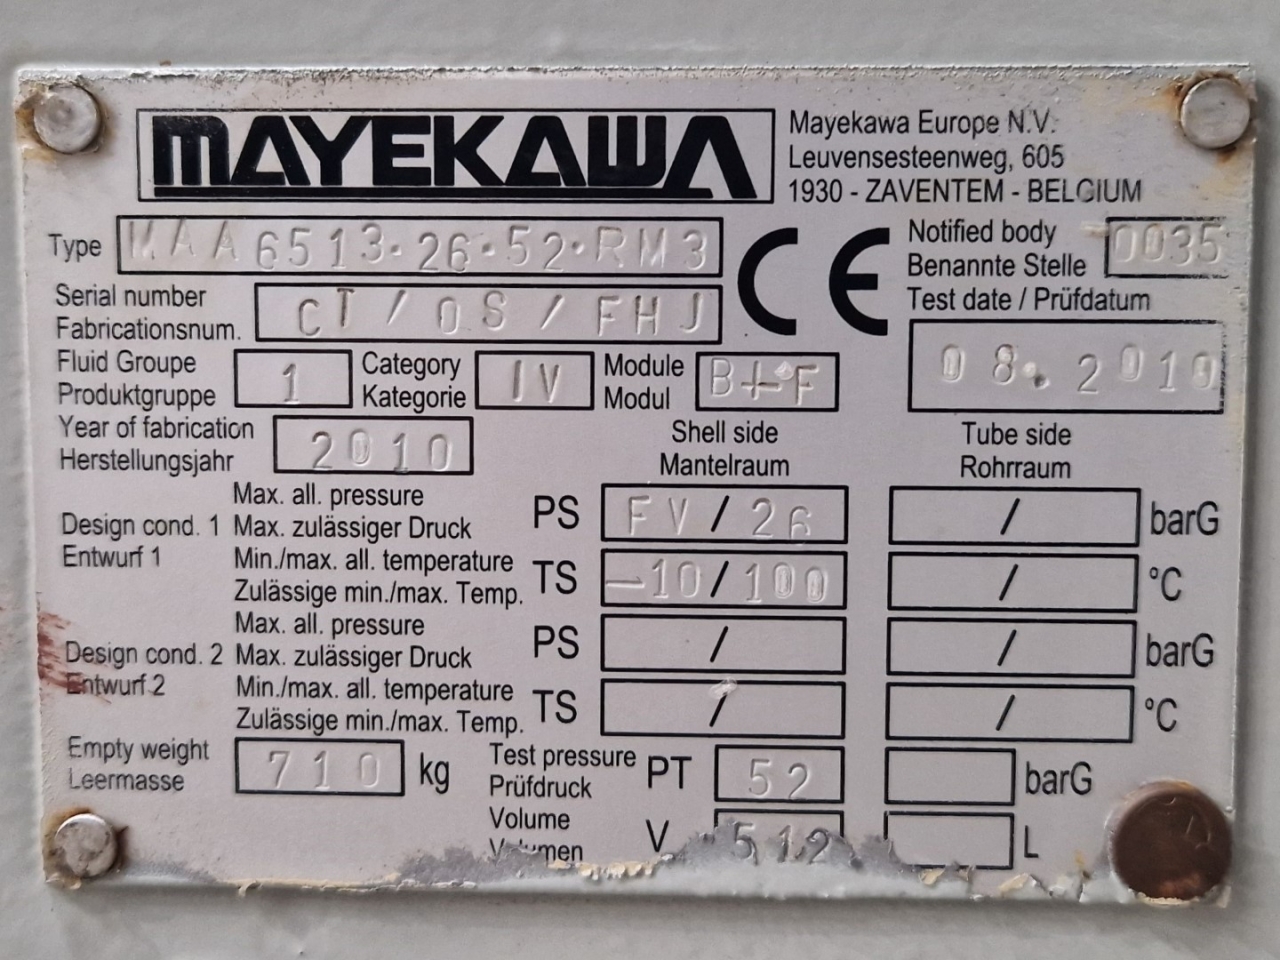 MAYEKAWA
Mayekawa Europe N.V.
Leuvensesteenweg, 605
1930 - ZAVENTEM - BELGIUM
Type MAA6513·26·52·RM3
CE
Notified body
Benannte Stelle 0035
Serial number
Fabricationsnum. CT/OS/FHJ
Test date / Prüfdatum
08. 2010
Fluid Groupe
Produktgruppe 1
Category
Kategorie IV
Module
Modul B+F
Year of fabrication
Herstellungsjahr 2010
Shell side
Mantelraum
Tube side
Rohrraum
Design cond. 1
Entwurf 1
Max. all. pressure
Max. zulässiger Druck PS FV/26 / barG
Min./max. all. temperature
Zulässige min./max. Temp. TS -10/100 / °C
Design cond. 2
Entwurf 2
Max. all. pressure
Max. zulässiger Druck PS / / barG
Min./max. all. temperature
Zulässige min./max. Temp. TS / / °C
Empty weight
Leermasse 710 kg
Test pressure
Prüfdruck PT 52 barG
Volume
Volumen V 512 L